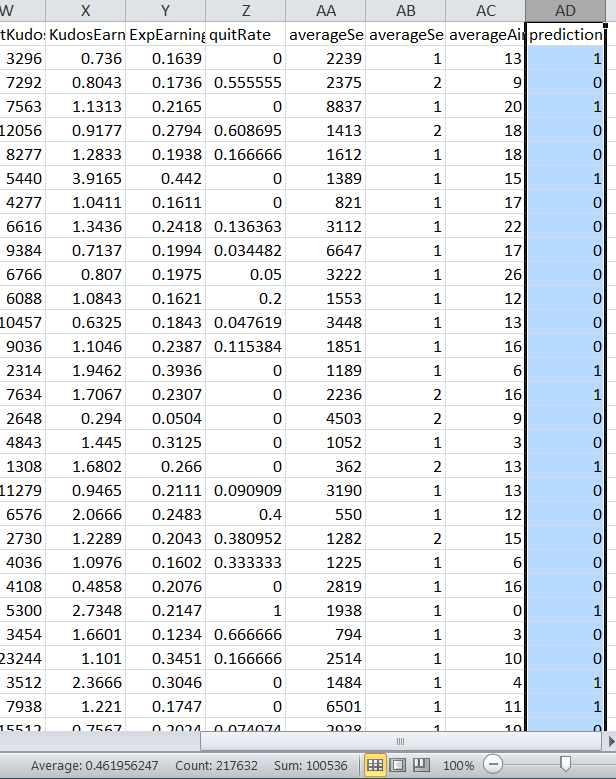 W X Y Z AA AB AC AD
tKudos KudosEarn ExpEarning quitRate averageSe averageSe averageAi prediction
3296 0.736 0.1639 0 2239 1 13 1
7292 0.8043 0.1736 0.555555 2375 2 9 0
7563 1.1313 0.2165 0 8837 1 20 1
12056 0.9177 0.2794 0.608695 1413 2 18 0
8277 1.2833 0.1938 0.166666 1612 1 18 0
5440 3.9165 0.442 0 1389 1 15 1
4277 1.0411 0.1611 0 821 1 17 0
6616 1.3436 0.2418 0.136363 3112 1 22 0
9384 0.7137 0.1994 0.034482 6647 1 17 0
6766 0.807 0.1975 0.05 3222 1 26 0
6088 1.0843 0.1621 0.2 1553 1 12 0
10457 0.6325 0.1843 0.047619 3448 1 13 0
9036 1.1046 0.2387 0.115384 1851 1 16 0
2314 1.9462 0.3936 0 1189 1 6 1
7634 1.7067 0.2307 0 2236 2 16 1
2648 0.294 0.0504 0 4503 2 9 0
4843 1.445 0.3125 0 1052 1 3 0
1308 1.6802 0.266 0 362 2 13 1
11279 0.9465 0.2111 0.090909 3190 1 13 0
6576 2.0666 0.2483 0.4 550 1 12 0
2730 1.2289 0.2043 0.380952 1282 2 15 0
4036 1.0976 0.1602 0.333333 1225 1 6 0
4108 0.4858 0.2076 0 2819 1 16 0
5300 2.7348 0.2147 1 1938 1 0 1
3454 1.6601 0.1234 0.666666 794 1 3 0
23244 1.101 0.3451 0.166666 2514 1 10 0
3512 2.3666 0.3046 0 1484 1 4 1
7938 1.221 0.1747 0 6501 1 11 1
15512 0.7567 0.2024 0.074074 2928 1 19 0
Average: 0.461956247 Count: 217632 Sum: 100536 100%